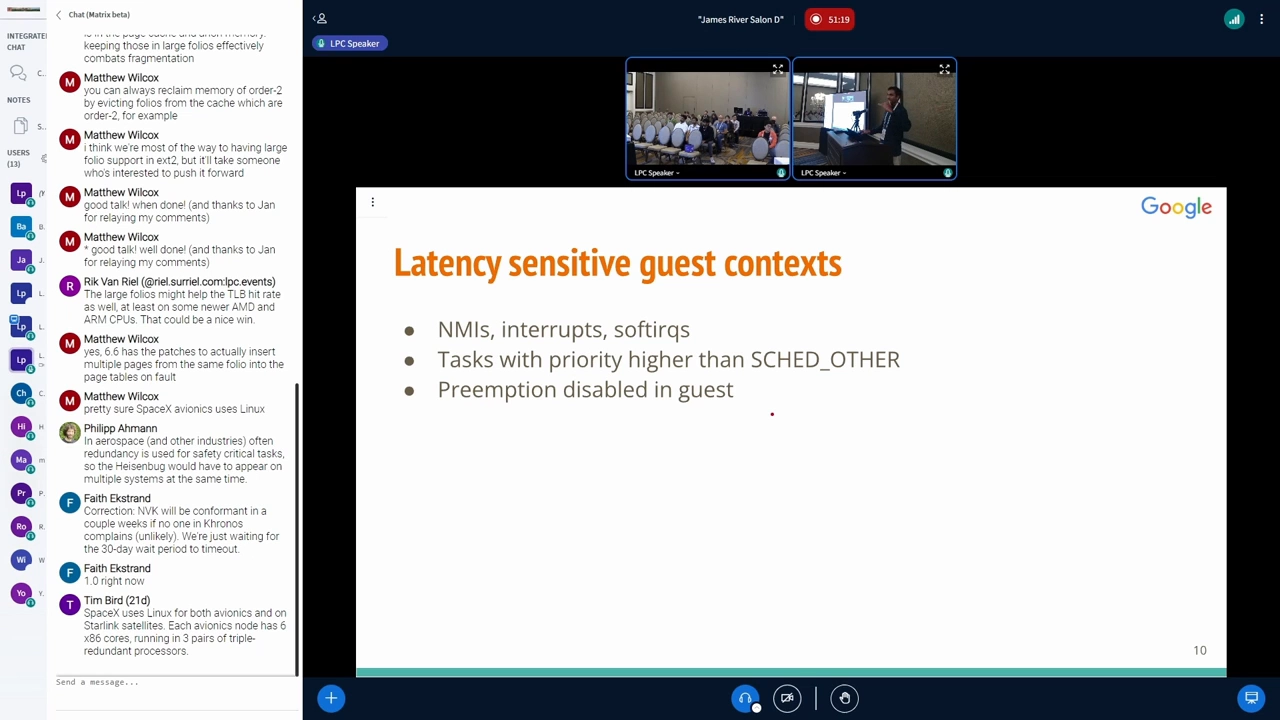 Chat (Matrix beta)
INTEGRATE
CHAT
C...
NOTES
S...
USERS
(13)
is in the page cache and anon memory.
keeping those in large folios effectively
combats fragmentation
M
Matthew Wilcox
you can always reclaim memory of order-2
by evicting folios from the cache which are
order-2, for example
M
Matthew Wilcox
i think we're most of the way to having large
folio support in ext2, but it'll take someone
who's interested to push it forward
M
Matthew Wilcox
good talk! when done! (and thanks to Jan
for relaying my comments)
M
Matthew Wilcox
* good talk! well done! (and thanks to Jan
for relaying my comments)
R
Rik Van Riel (@riel.surriel.com:lpc.events)
The large folios might help the TLB hit rate
as well, at least on some newer AMD and
ARM CPUs. That could be a nice win.
M
Matthew Wilcox
yes, 6.6 has the patches to actually insert
multiple pages from the same folio into the
page tables on fault
M
Matthew Wilcox
pretty sure SpaceX avionics uses Linux
Philipp Ahmann
In aerospace (and other industries) often
redundancy is used for safety critical tasks,
so the Heisenbug would have to appear on
multiple systems at the same time.
F
Faith Ekstrand
Correction: NVK will be conformant in a
couple weeks if no one in Khronos
complains (unlikely). We're just waiting for
the 30-day wait period to timeout.
F
Faith Ekstrand
1.0 right now
T
Tim Bird (21d)
SpaceX uses Linux for both avionics and on
Starlink satellites. Each avionics node has 6
x86 cores, running in 3 pairs of triple-
redundant processors.
Send a message...
Lp
Ba
B.
Ja
J.
Lp
L.
Lp
L.
Lp
L.
Ch
Hi
H.
Ma
Pr
P.
Ro
R.
Wi
Yo
Y.
"James River Salon D"
51:19
LPC Speaker
LPC Speaker
LPC Speaker
Google
Latency sensitive guest contexts
● NMIs, interrupts, softirqs
● Tasks with priority higher than SCHED_OTHER
● Preemption disabled in guest
10